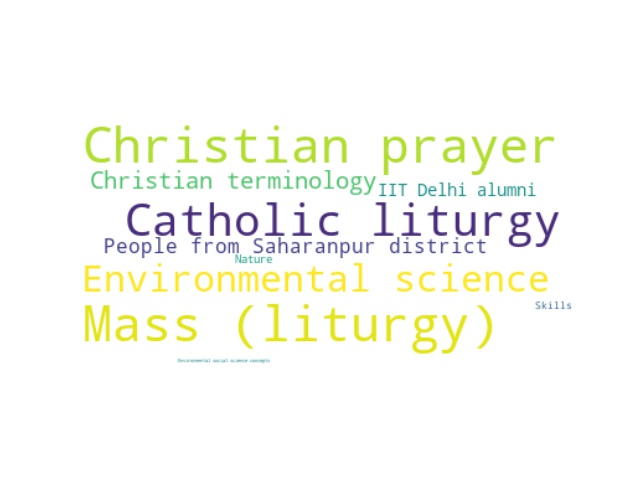 Christian prayer
Christian terminology
IIT Delhi alumni
Catholic liturgy
People from Saharanpur district
Nature
Environmental science
Skills
Mass (liturgy)
Environmental social science concepts